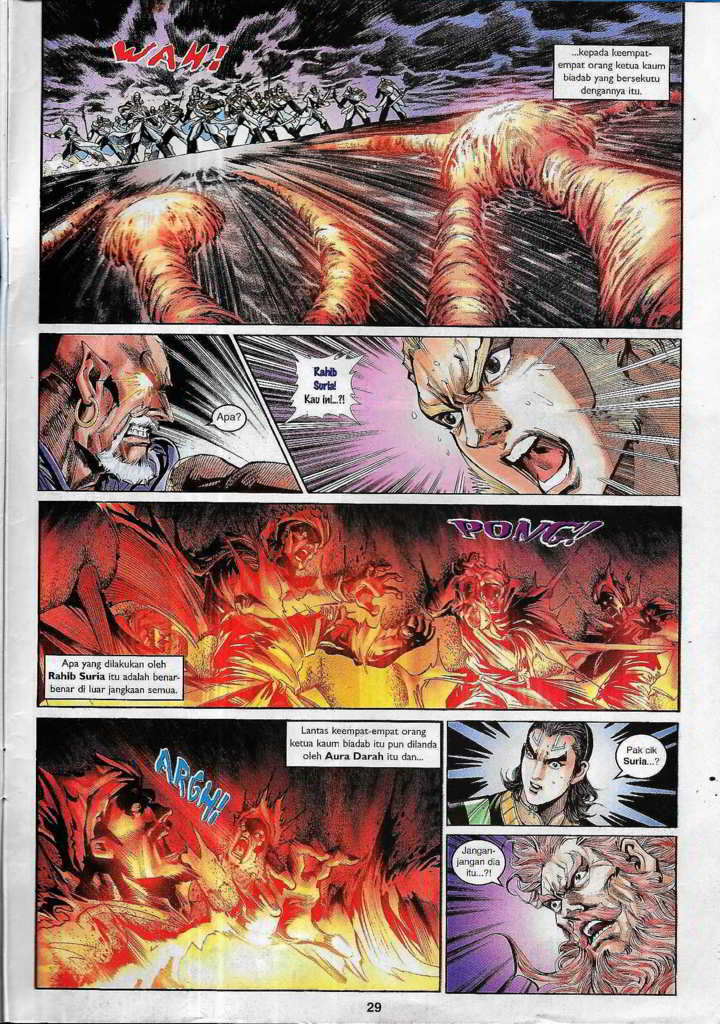 WAH!
...kepada keempat-
empat orang ketua kaum
biadab yang bersekutu
dengannya itu.
Apa?
Rahib
Suria!
Kau ini...?!
PONG!
Apa yang dilakukan oleh
Rahib Suria itu adalah benar-
benar di luar jangkaan semua.
Lantas keempat-empat orang
ketua kaum biadab itu pun dilanda
oleh Aura Darah itu dan...
ARGH!
Pak cik
Suria...?
Jangan-
jangan dia
itu...?!
29